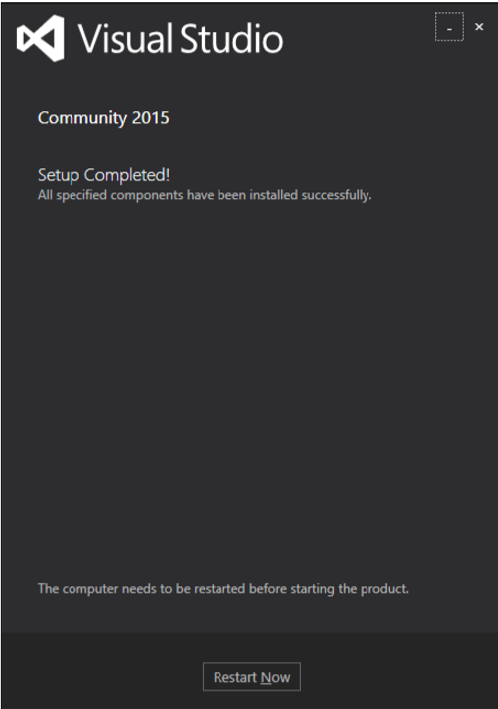 Visual Studio
Community 2015
Setup Completed!
All specified components have been installed successfully.
The computer needs to be restarted before starting the product.
Restart Now